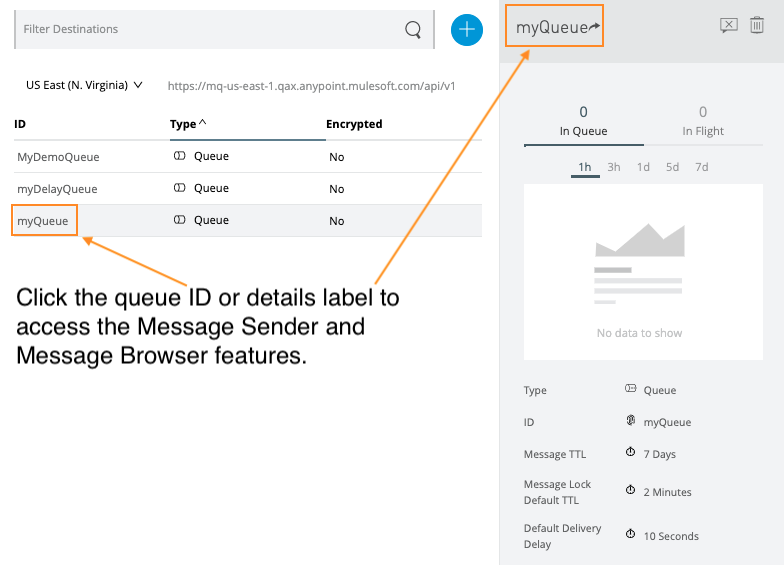 Filter Destinations
US East (N. Virginia)
https://mq-us-east-1.qax.anypoint.mulesoft.com/api/v1
ID Type Encrypted
MyDemoQueue Queue No
myDelayQueue Queue No
myQueue Queue No
Click the queue ID or details label to
access the Message Sender and
Message Browser features.
myQueue
0 0
In Queue In Flight
1h 3h 1d 5d 7d
No data to show
Type Queue
ID myQueue
Message TTL 7 Days
Message Lock
Default TTL 2 Minutes
Default Delivery
Delay 10 Seconds